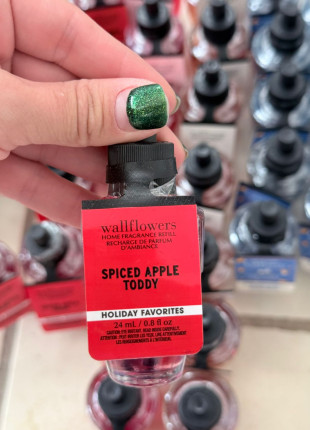 wallflowers
HOME FRAGRANCE REFILL
RECHARGE DE PARFUM
D'AMBIANCE
SPICED APPLE
TODDY
HOLIDAY FAVORITES
24 mL / 0.8 fl oz